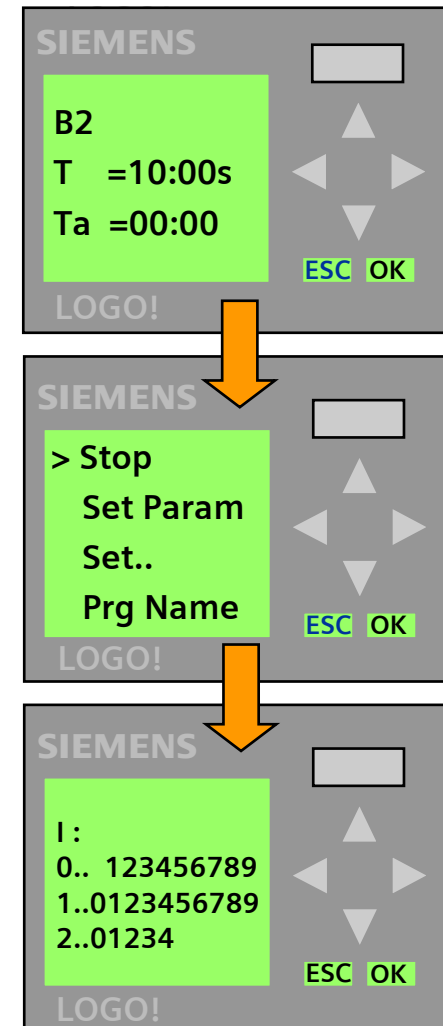 SIEMENS
B2
T =10:00s
Ta =00:00
ESC OK
LOGO!
SIEMENS
> Stop
Set Param
Set..
Prg Name
ESC OK
LOGO!
SIEMENS
I :
0.. 123456789
1..0123456789
2..01234
ESC OK
LOGO!